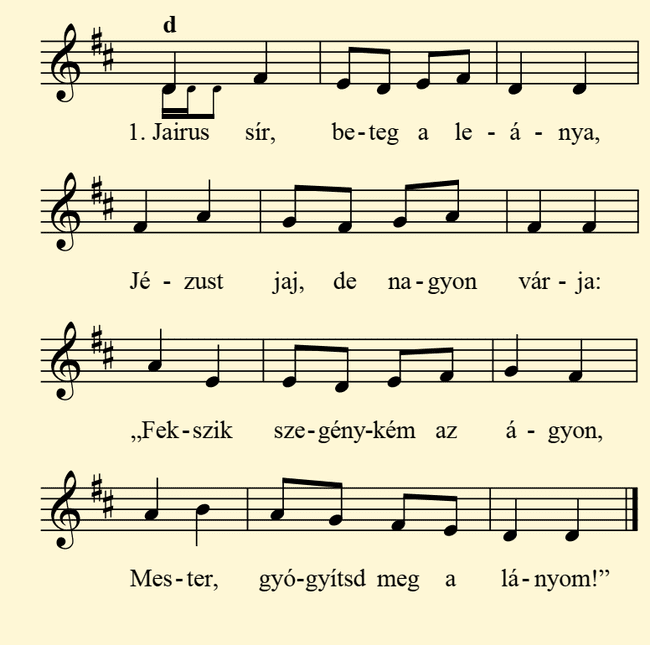 d
1. Jairus sír, be-teg a le - á - nya,
Jé - zust jaj, de na-gyon vár - ja:
„Fek-szik sze-gény-kém az á - gyon,
Mes-ter, gyó-gyítsd meg a lá-nyom!”